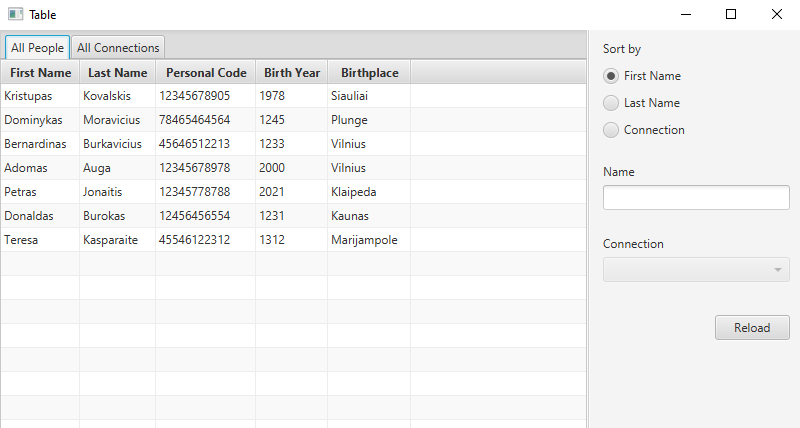 Table
All People All Connections
First Name Last Name Personal Code Birth Year Birthplace
Kristupas Kovalskis 12345678905 1978 Siauliai
Dominykas Moravicius 78465464564 1245 Plunge
Bernardinas Burkavicius 45646512213 1233 Vilnius
Adomas Auga 12345678978 2000 Vilnius
Petras Jonaitis 12345778788 2021 Klaipeda
Donaldas Burokas 12456456554 1231 Kaunas
Teresa Kasparaite 45546122312 1312 Marijampole
Sort by
First Name
Last Name
Connection
Name
Connection
Reload